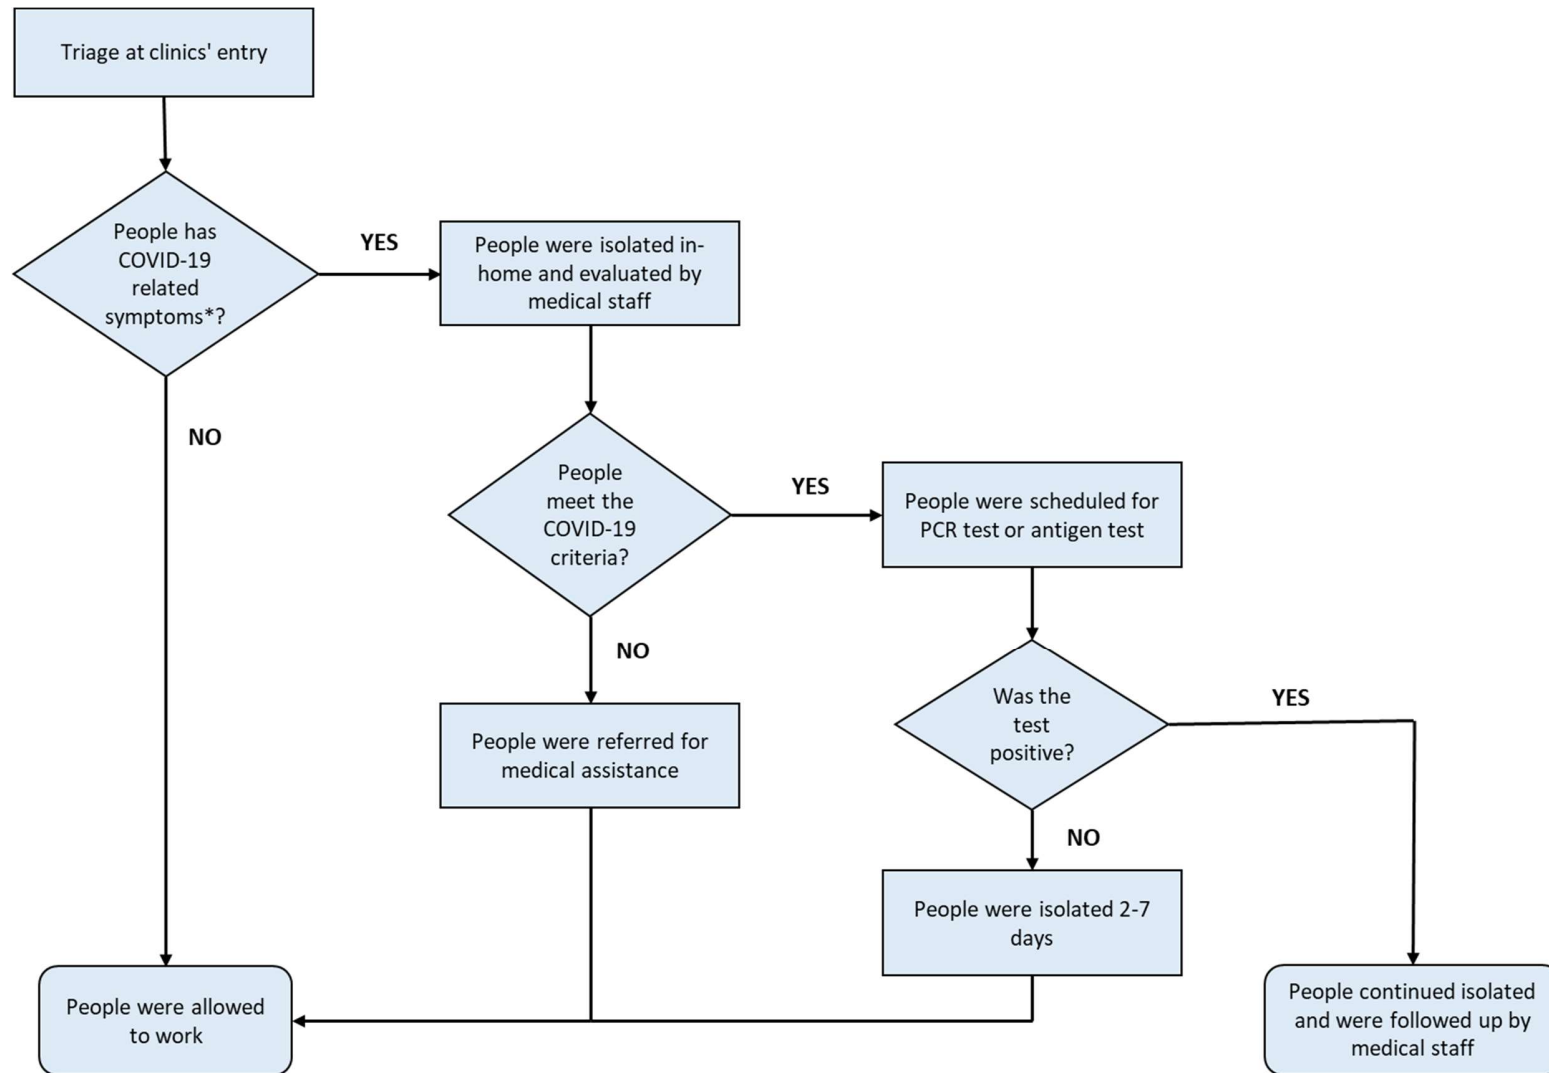 Triage at clinics' entry
People has
COVID-19
related
symptoms*?
YES
People were isolated in-
home and evaluated by
medical staff
NO
People
meet the
COVID-19
criteria?
YES
People were scheduled for
PCR test or antigen test
NO
People were referred for
medical assistance
Was the
test
positive?
YES
NO
People were isolated 2-7
days
People were allowed
to work
People continued isolated
and were followed up by
medical staff